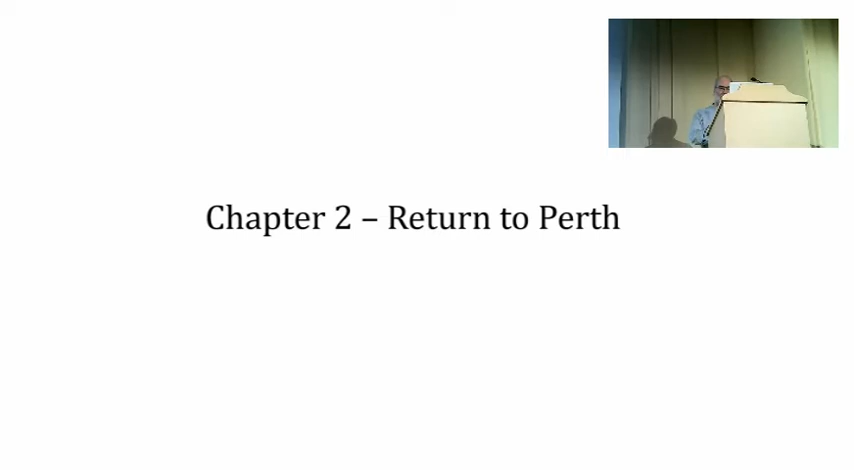 Chapter 2 – Return to Perth